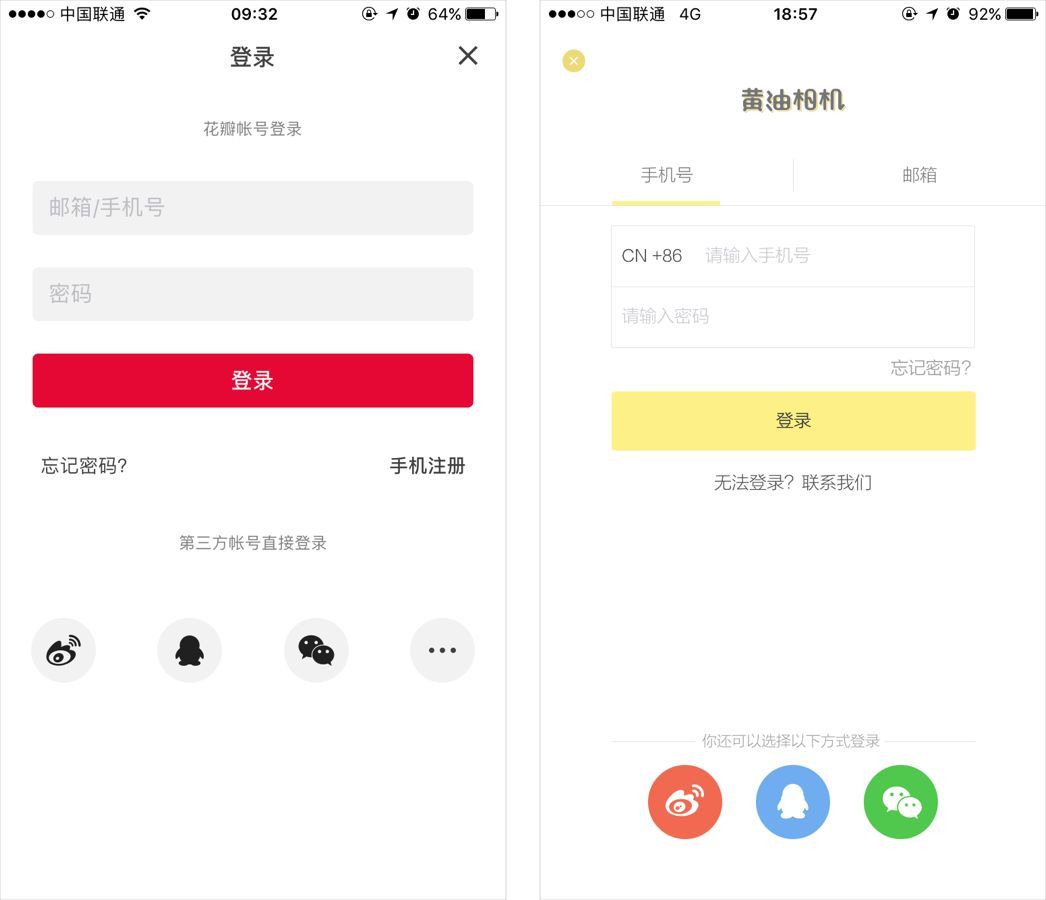 中国联通 09:32 64%
登录
花瓣帐号登录
邮箱/手机号
密码
登录
忘记密码? 手机注册
第三方帐号直接登录
中国联通 4G 18:57 92%
黄油相机
手机号 邮箱
CN +86 请输入手机号
请输入密码
忘记密码?
登录
无法登录? 联系我们
你还可以选择以下方式登录